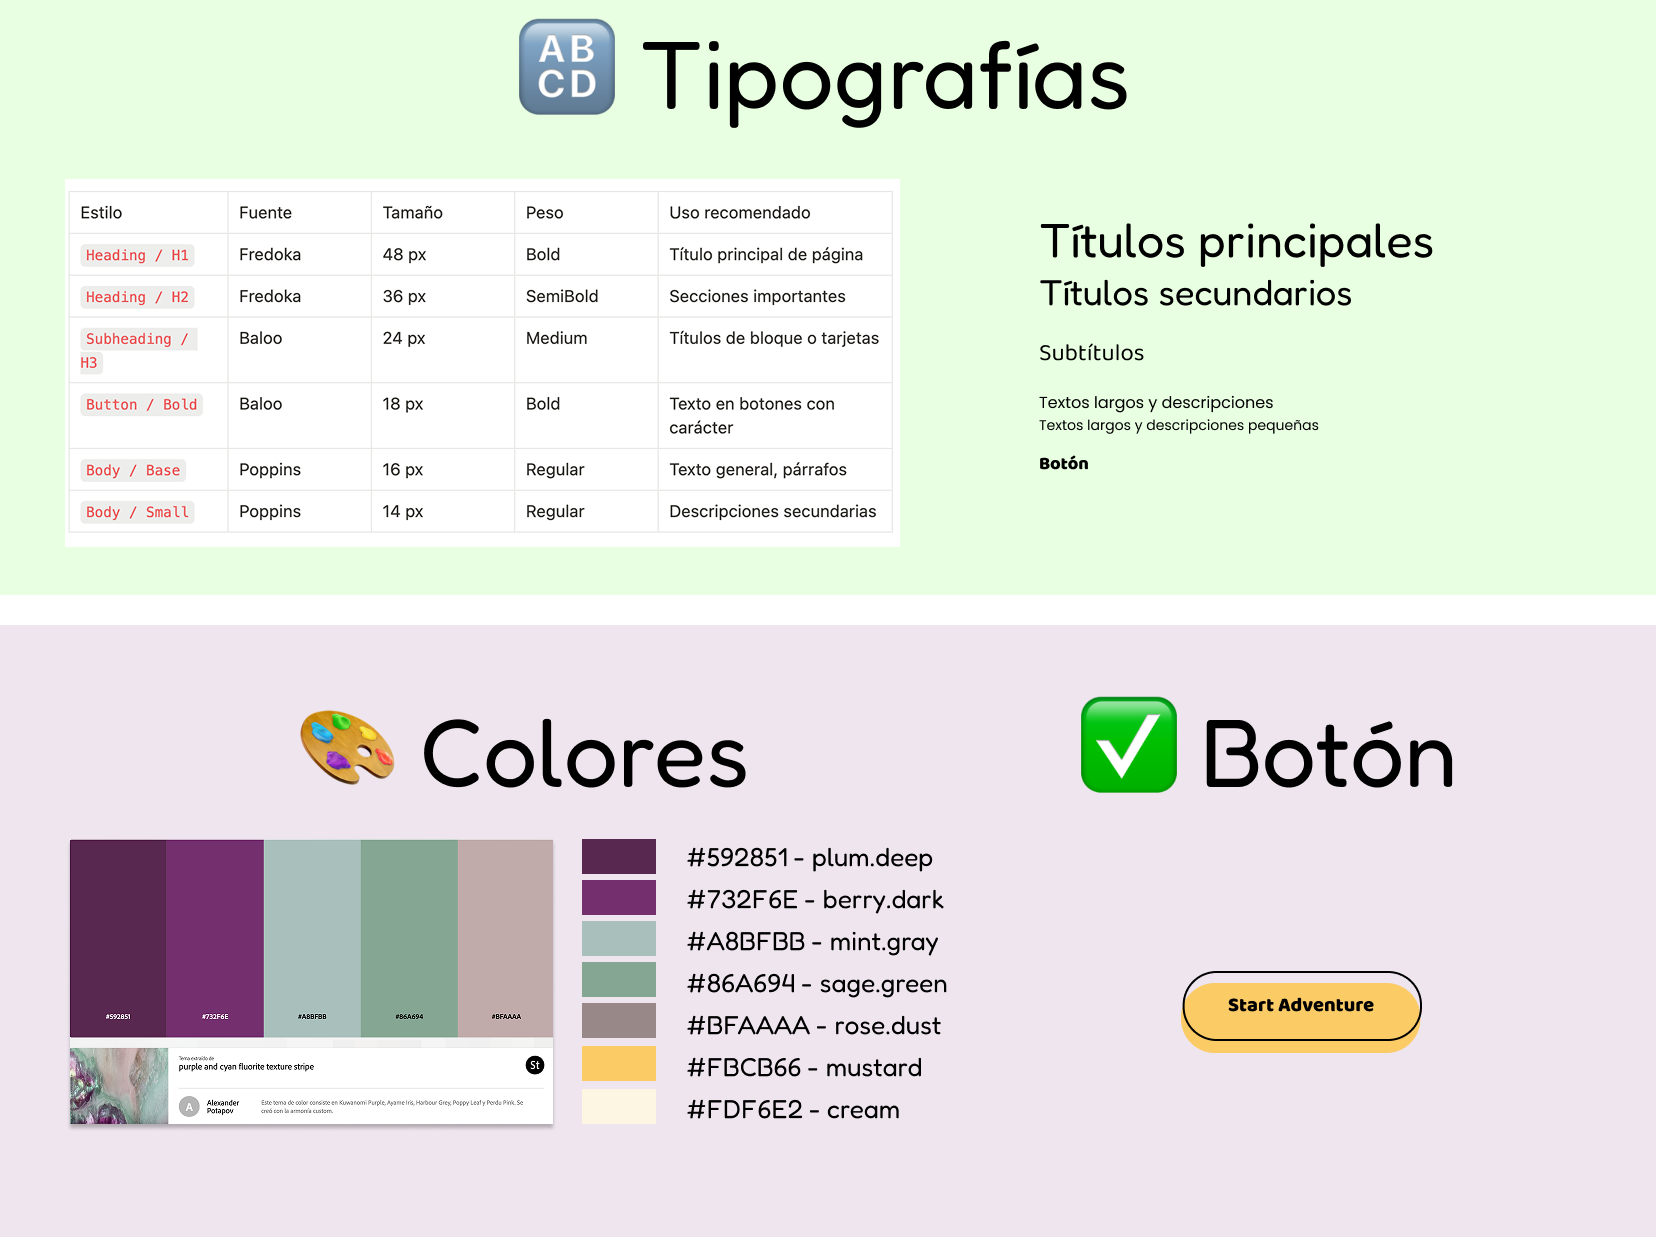 AB
CD
Tipografías
Estilo Fuente Tamaño Peso Uso recomendado
Heading / H1 Fredoka 48 px Bold Título principal de página
Heading / H2 Fredoka 36 px SemiBold Secciones importantes
Subheading / Baloo 24 px Medium Títulos de bloque o tarjetas
H3
Button / Bold Baloo 18 px Bold Texto en botones con
carácter
Body / Base Poppins 16 px Regular Texto general, párrafos
Body / Small Poppins 14 px Regular Descripciones secundarias
Títulos principales
Títulos secundarios
Subtítulos
Textos largos y descripciones
Textos largos y descripciones pequeñas
Botón
Colores
#592851 #732F6E #A8BFBB #86A694 #BFAAAA
Tema extraído de
purple and cyan fluorite texture stripe
St
A
Alexander
Potapov
Este tema de color consiste en Kuwanomi Purple, Ayame Iris, Harbour Grey, Poppy Leaf y Perdu Pink. Se
creó con la armonía custom.
#592851 - plum.deep
#732F6E - berry.dark
#A8BFBB - mint.gray
#86A694 - sage.green
#BFAAAA - rose.dust
#FBCB66 - mustard
#FDF6E2 - cream
Botón
Start Adventure